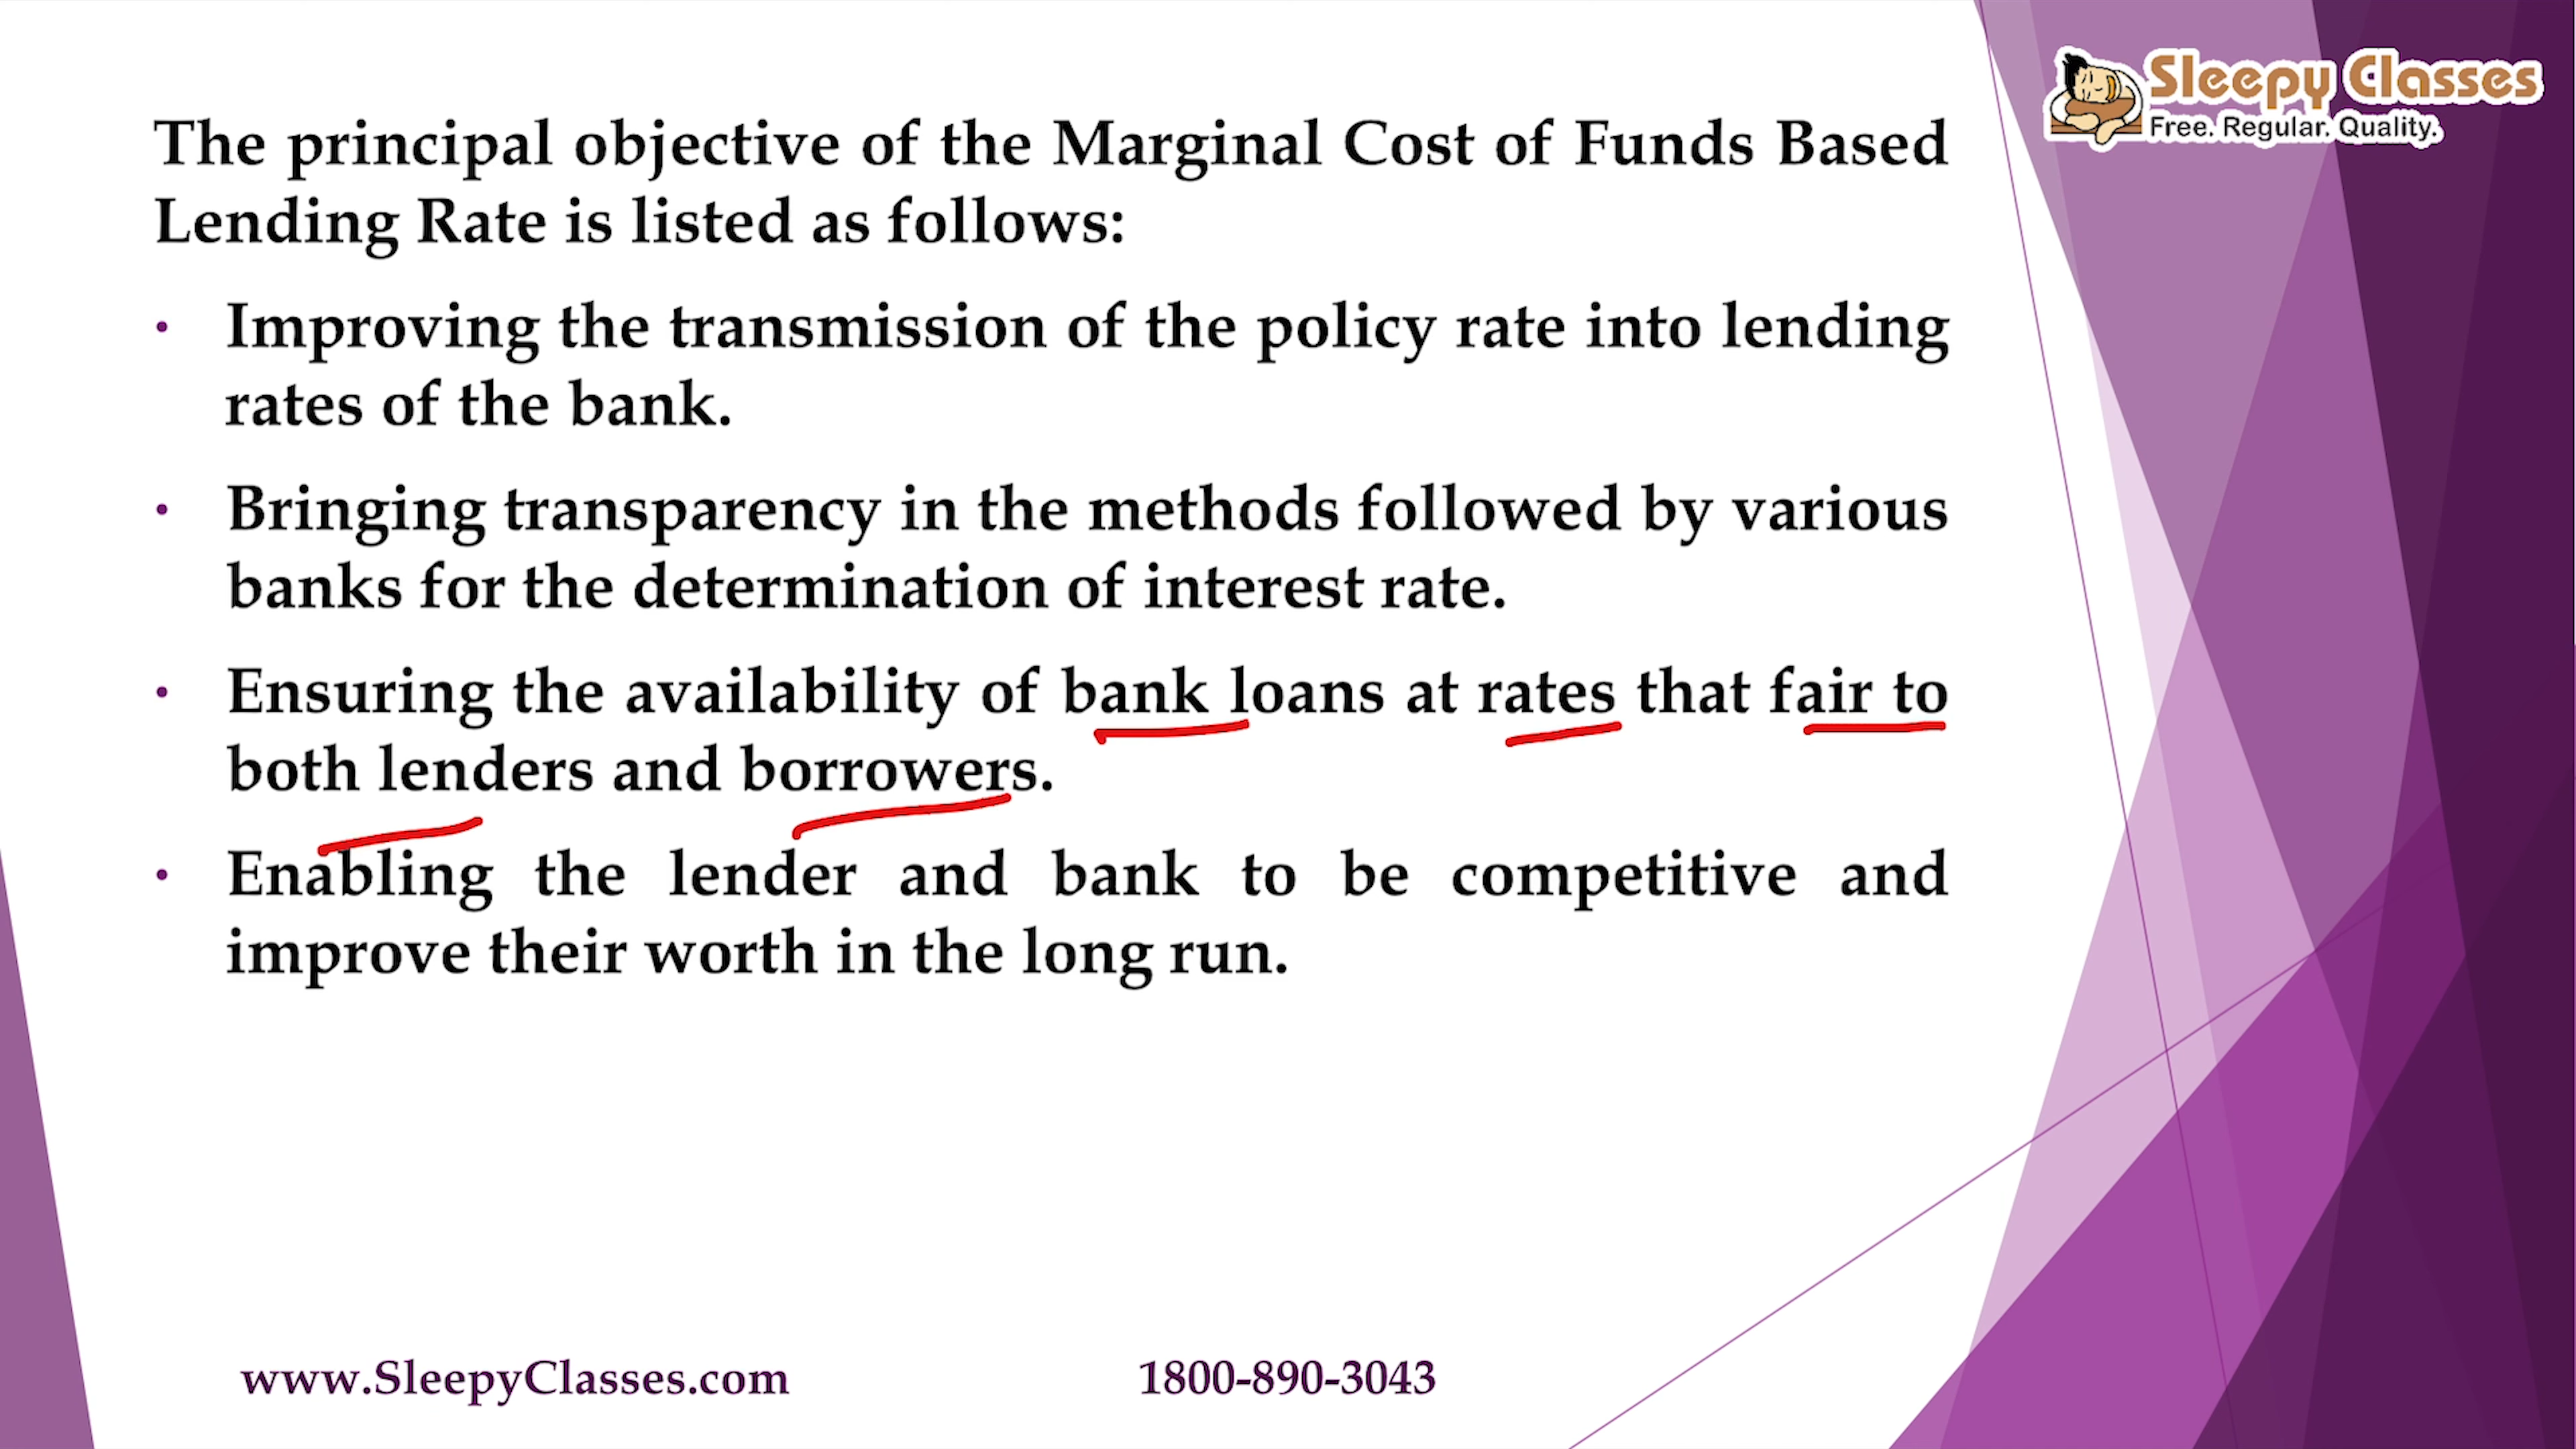 Sleepy Classes
Free. Regular. Quality.
The principal objective of the Marginal Cost of Funds Based
Lending Rate is listed as follows:
• Improving the transmission of the policy rate into lending
rates of the bank.
• Bringing transparency in the methods followed by various
banks for the determination of interest rate.
• Ensuring the availability of bank loans at rates that fair to
both lenders and borrowers.
• Enabling the lender and bank to be competitive and
improve their worth in the long run.
www.SleepyClasses.com
1800-890-3043